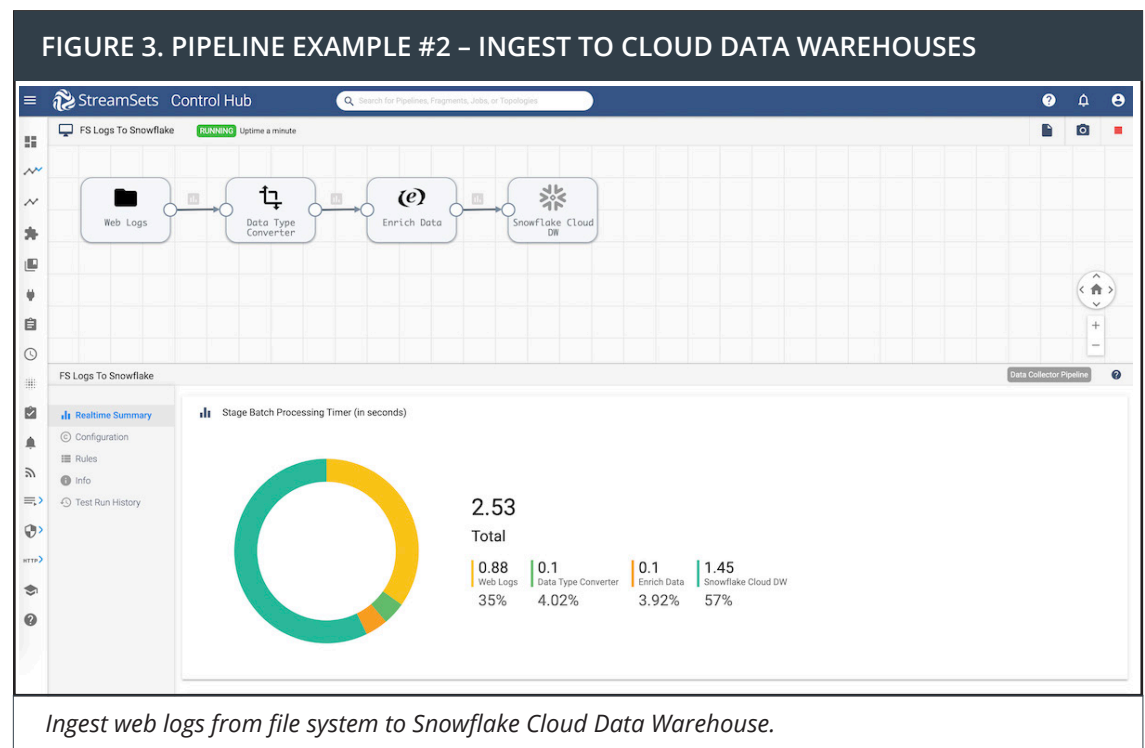 FIGURE 3. PIPELINE EXAMPLE #2 – INGEST TO CLOUD DATA WAREHOUSES
StreamSets Control Hub
Search for Pipelines, Fragments, Jobs, or Topologies
FS Logs To Snowflake
RUNNING
Uptime a minute
Web Logs
Data Type
Converter
(e)
Enrich Data
Snowflake Cloud
DW
+
−
FS Logs To Snowflake
Data Collector Pipeline
Realtime Summary
Configuration
Rules
Info
Test Run History
HTTP
Stage Batch Processing Timer (in seconds)
2.53
Total
0.88
Web Logs
35%
0.1
Data Type Converter
4.02%
0.1
Enrich Data
3.92%
1.45
Snowflake Cloud DW
57%
Ingest web logs from file system to Snowflake Cloud Data Warehouse.